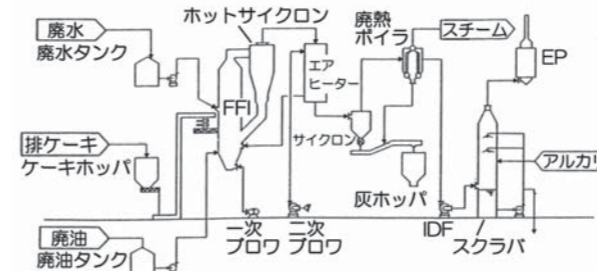 ホットサイクロン
廃水
廃水タンク
廃熱
ボイラ
スチーム
EP
エア
ヒーター
FFI
排ケーキ
ケーキホッパ
サイクロン
アルカリ
灰ホッパ
廃油
廃油タンク
一次
ブロワ
二次
ブロワ
IDF
スクラバ